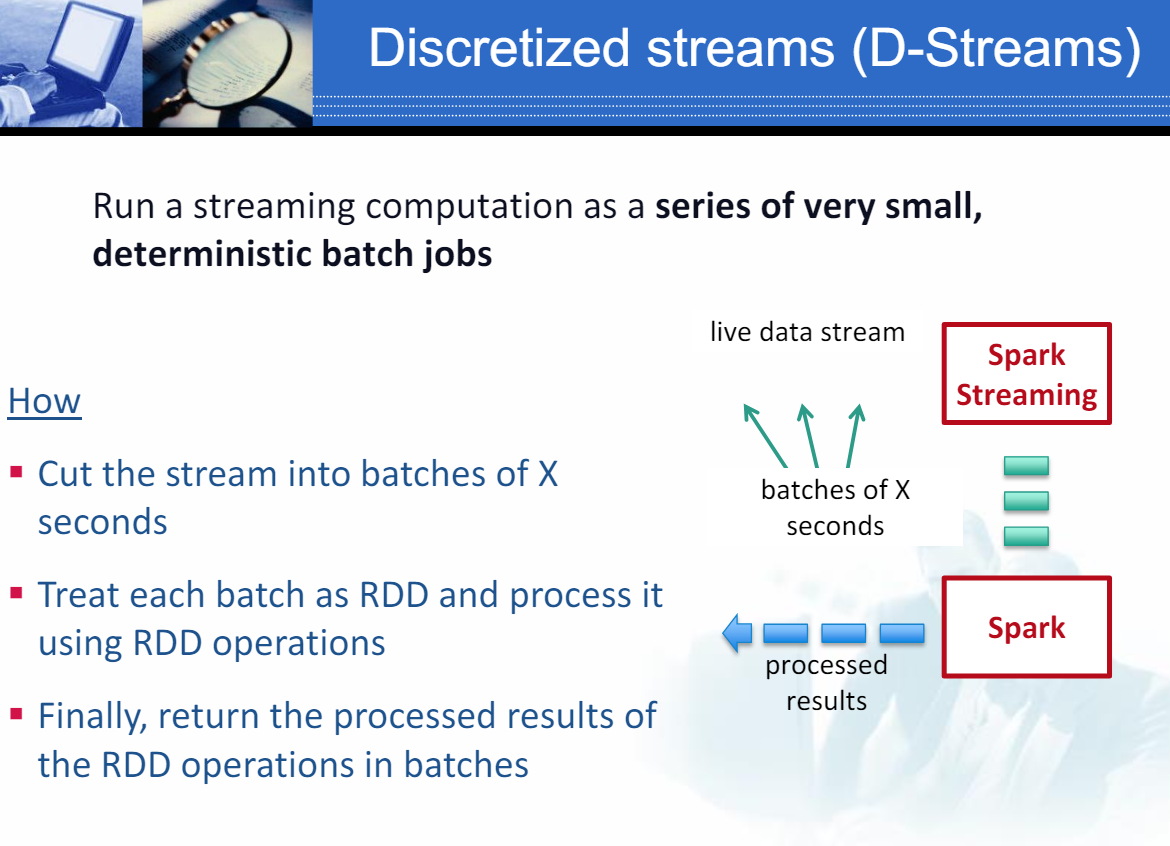 Discretized streams (D-Streams)
Run a streaming computation as a series of very small,
deterministic batch jobs
How
Cut the stream into batches of X
seconds
Treat each batch as RDD and process it
using RDD operations
Finally, return the processed results of
the RDD operations in batches
live data stream
Spark
Streaming
batches of X
seconds
Spark
processed
results